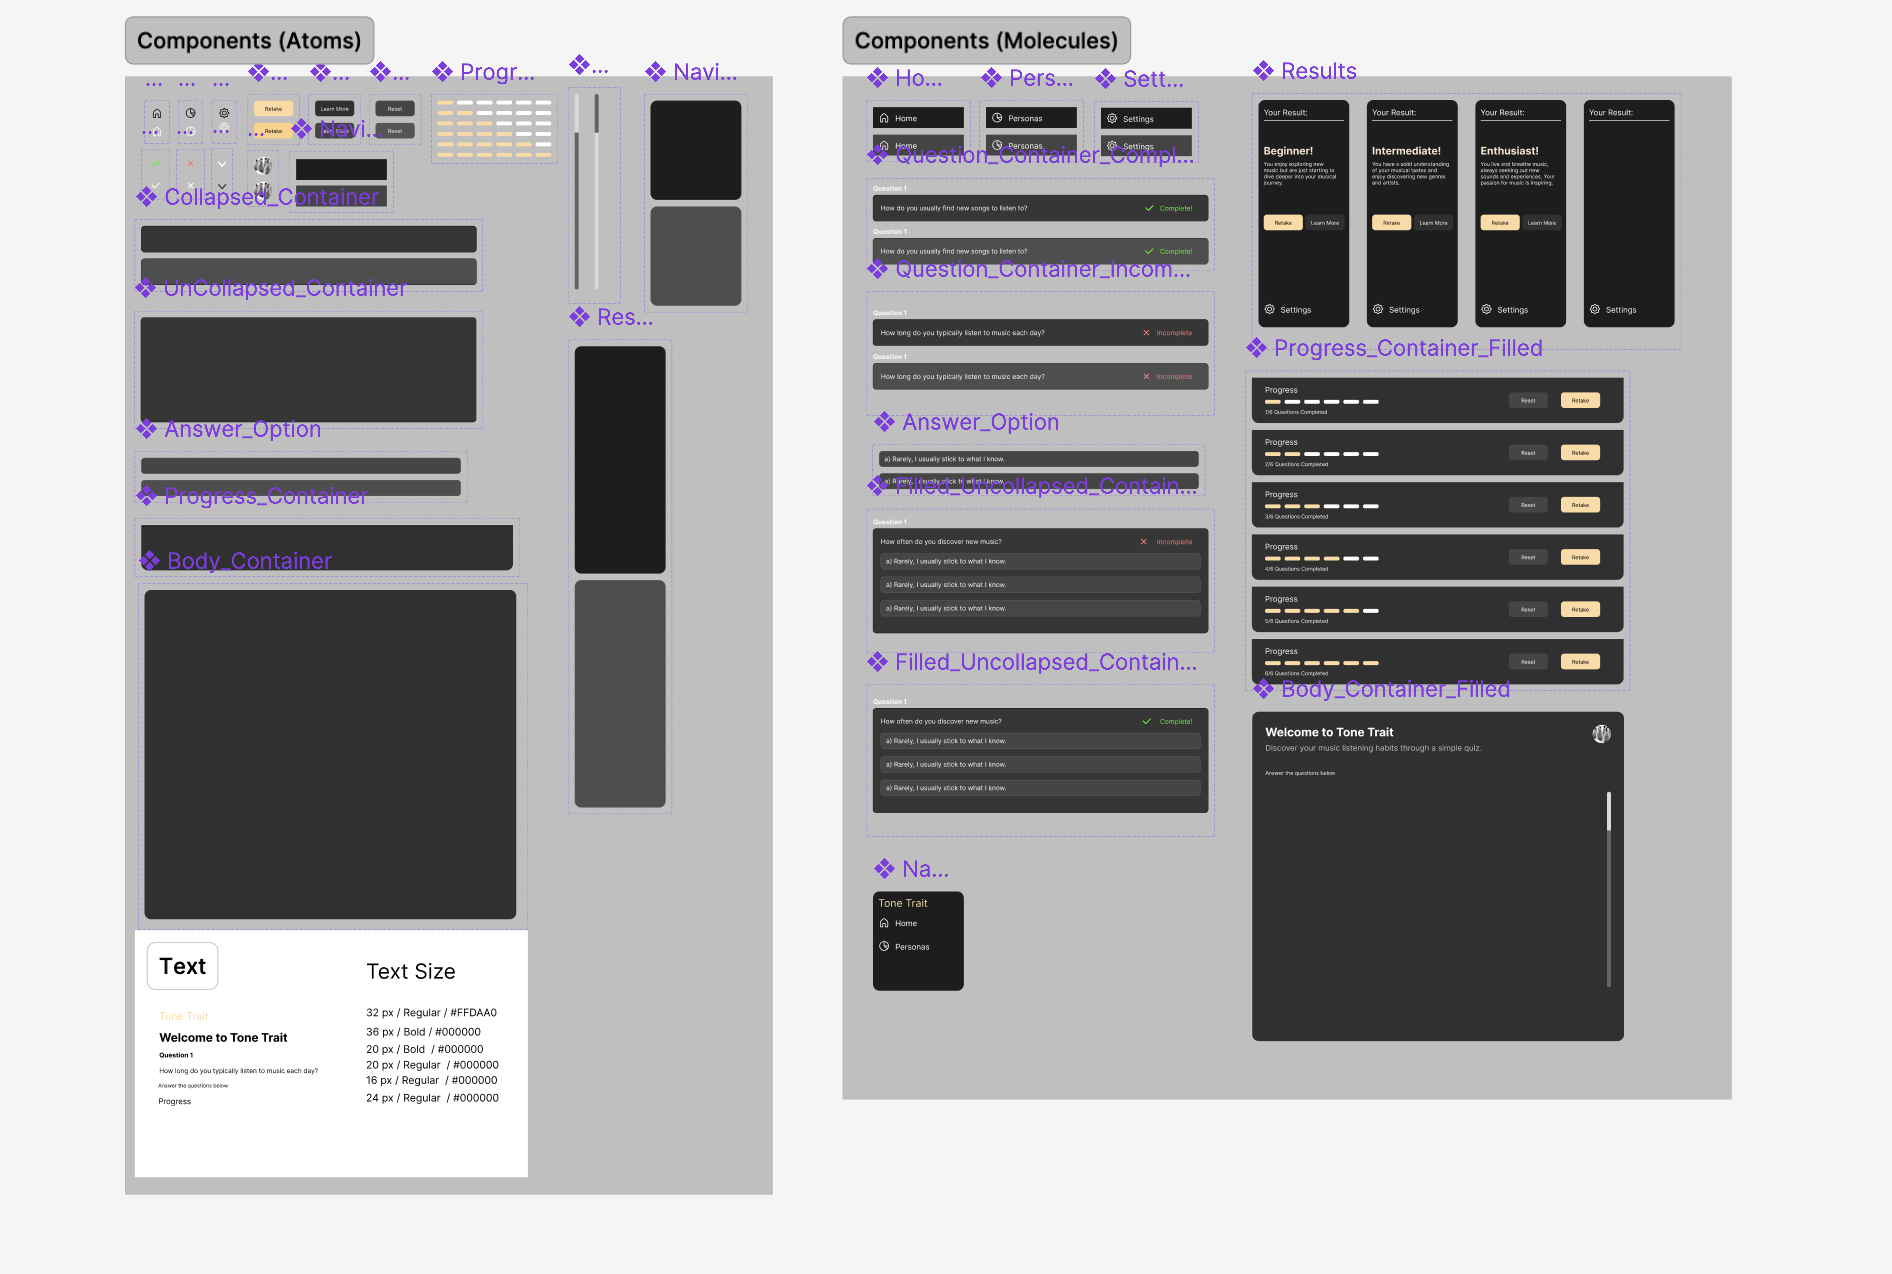 Components (Atoms)
...
...
...
...
...
...
Progr...
...
Navi...
Retake
Learn More
Reset
Retake
Reset
...
...
...
...
Navi...
Collapsed_Container
UnCollapsed_Container
Answer_Option
Progress_Container
Body_Container
Res...
Text
Text Size
Tune Trait
32 px / Regular / #FFDAA0
Welcome to Tone Trait
36 px / Bold / #000000
Question 1
20 px / Bold / #000000
How long do you typically listen to music each day?
20 px / Regular / #000000
Answer the questions below
16 px / Regular / #000000
Progress
24 px / Regular / #000000
Components (Molecules)
Ho...
Pers...
Sett...
Home
Personas
Settings
Home
Personas
Settings
Question_Container_Compl...
Question 1
How do you usually find new songs to listen to?
Complete!
Question 1
How do you usually find new songs to listen to?
Complete!
Question_Container_Incom...
Question 1
How long do you typically listen to music each day?
Incomplete
Question 1
How long do you typically listen to music each day?
Incomplete
Answer_Option
a) Rarely, I usually stick to what I know.
a) Rarely, I usually stick to what I know.
Filled_Uncollapsed_Contain...
Question 1
How often do you discover new music?
Incomplete
a) Rarely, I usually stick to what I know.
a) Rarely, I usually stick to what I know.
a) Rarely, I usually stick to what I know.
Filled_Uncollapsed_Contain...
Question 1
How often do you discover new music?
Complete!
a) Rarely, I usually stick to what I know.
a) Rarely, I usually stick to what I know.
a) Rarely, I usually stick to what I know.
Na...
Tone Trait
Home
Personas
Results
Your Result:
Beginner!
You enjoy exploring new
music but are just starting to
dive deeper into your musical
journey.
Retake
Learn More
Settings
Your Result:
Intermediate!
You have a solid understanding
of your musical tastes and
enjoy discovering new genres
and artists.
Retake
Learn More
Settings
Your Result:
Enthusiast!
You live and breathe music,
always seeking out new
sounds and experiences. Your
passion for music is inspiring.
Retake
Learn More
Settings
Your Result:
Settings
Progress_Container_Filled
Progress
1/6 Questions Completed
Reset
Retake
Progress
2/6 Questions Completed
Reset
Retake
Progress
3/6 Questions Completed
Reset
Retake
Progress
4/6 Questions Completed
Reset
Retake
Progress
5/6 Questions Completed
Reset
Retake
Progress
6/6 Questions Completed
Reset
Retake
Body_Container_Filled
Welcome to Tone Trait
Discover your music listening habits through a simple quiz.
Answer the questions below